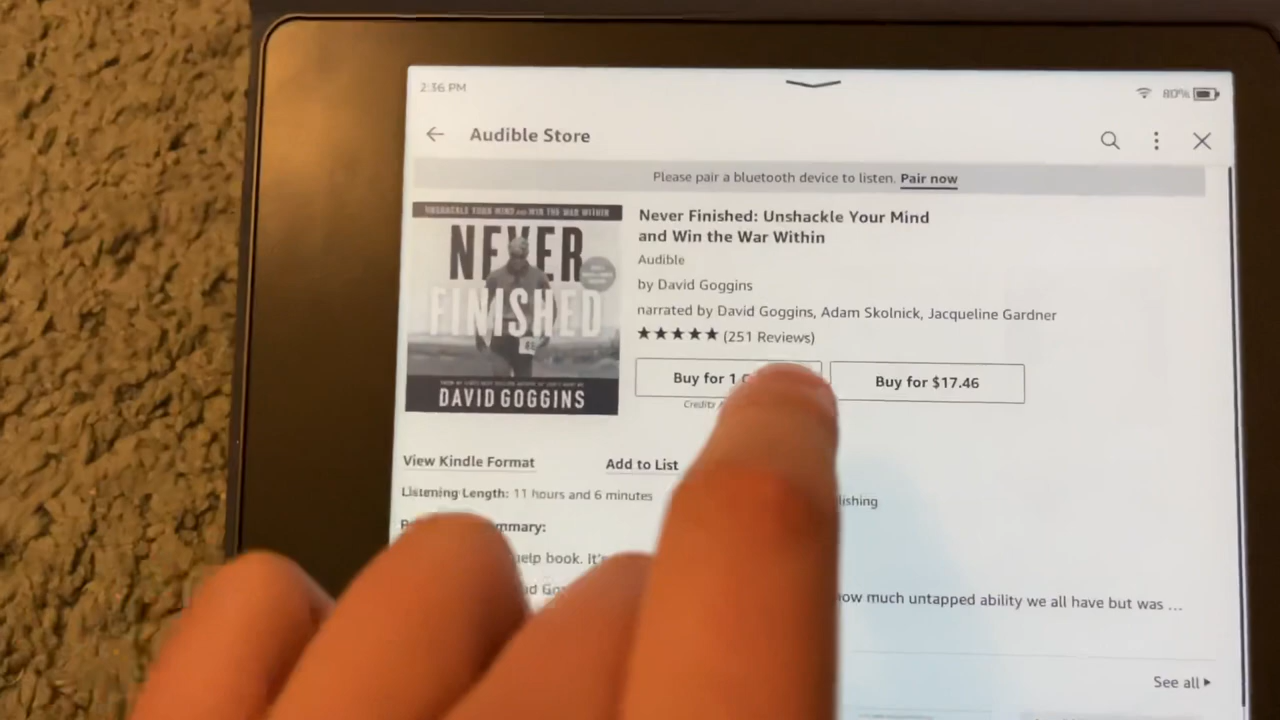 2:36 PM
80%
Audible Store
Please pair a bluetooth device to listen. Pair now
UNSHACKLE YOUR MIND AND WIN THE WAR WITHIN
NEVER
FINISHED
DAVID GOGGINS
Never Finished: Unshackle Your Mind
and Win the War Within
Audible
by David Goggins
narrated by David Goggins, Adam Skolnick, Jacqueline Gardner
★★★★★ (251 Reviews)
Buy for 1
Buy for $17.46
View Kindle Format
Add to List
Listening Length: 11 hours and 6 minutes
help book. It's
how much untapped ability we all have but was ...
See all